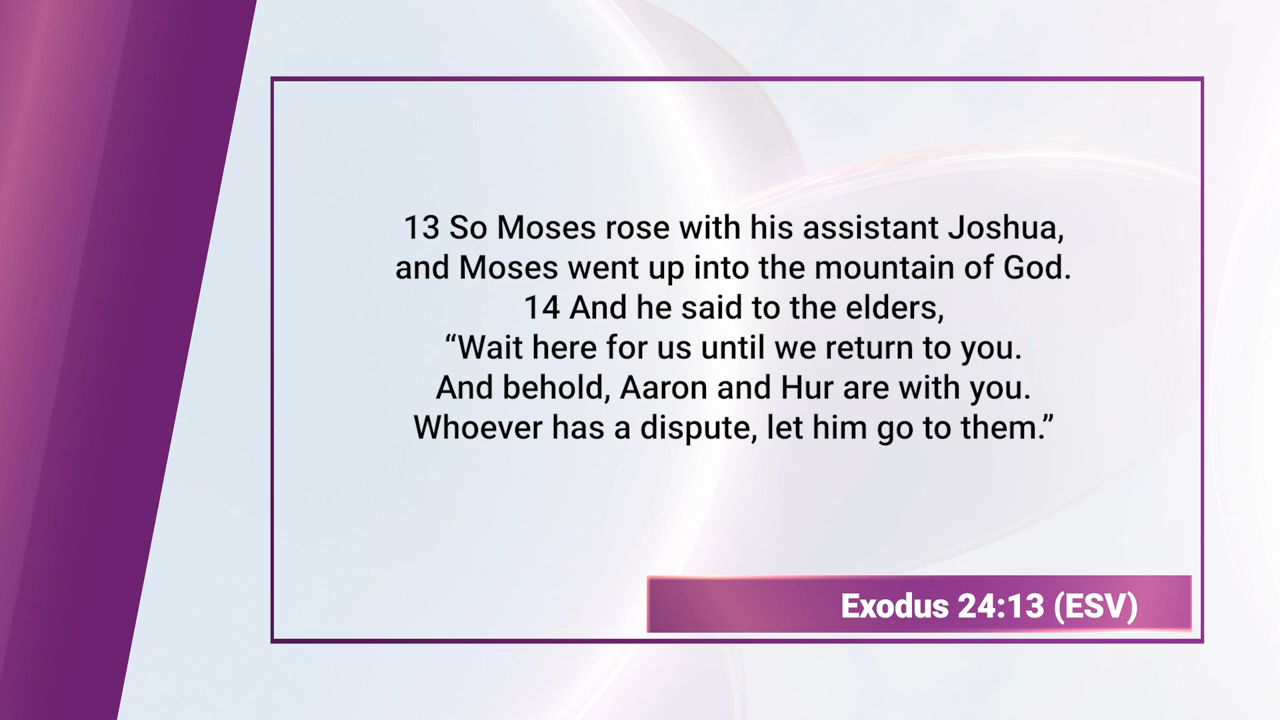 13 So Moses rose with his assistant Joshua,
and Moses went up into the mountain of God.
14 And he said to the elders,
“Wait here for us until we return to you.
And behold, Aaron and Hur are with you.
Whoever has a dispute, let him go to them.”
Exodus 24:13 (ESV)